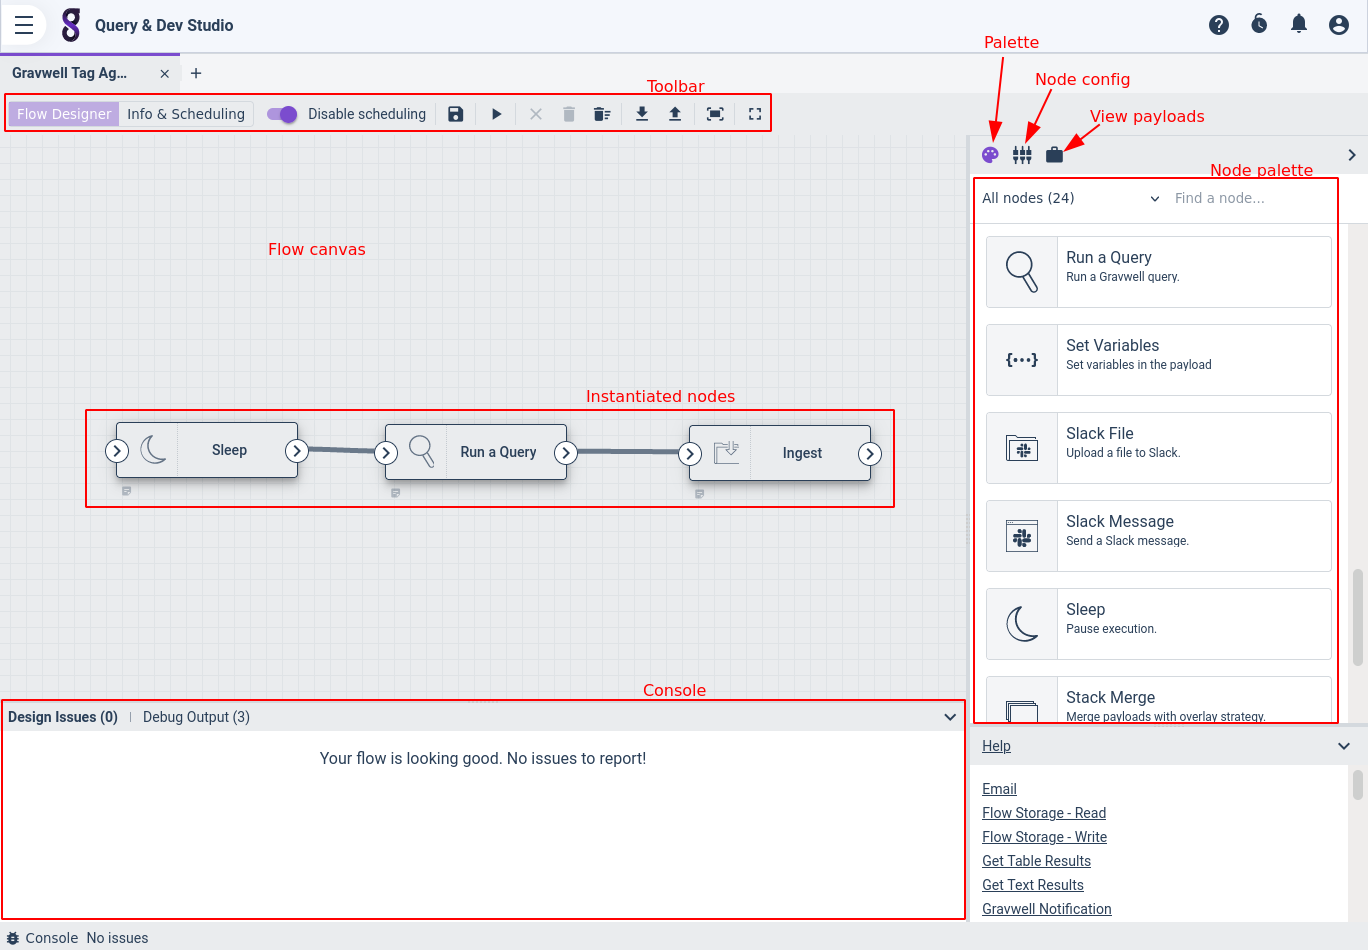 Query & Dev Studio
Palette
Gravwell Tag Ag...
Node config
Toolbar
Flow Designer
Info & Scheduling
Disable scheduling
View payloads
Node palette
All nodes (24)
Find a node...
Flow canvas
Run a Query
Run a Gravwell query.
Set Variables
Set variables in the payload
Instantiated nodes
Sleep
Run a Query
Ingest
Slack File
Upload a file to Slack.
Slack Message
Send a Slack message.
Sleep
Pause execution.
Stack Merge
Merge payloads with overlay strategy.
Console
Design Issues (0)
Debug Output (3)
Your flow is looking good. No issues to report!
Help
Email
Flow Storage - Read
Flow Storage - Write
Get Table Results
Get Text Results
Gravwell Notification
Console No issues